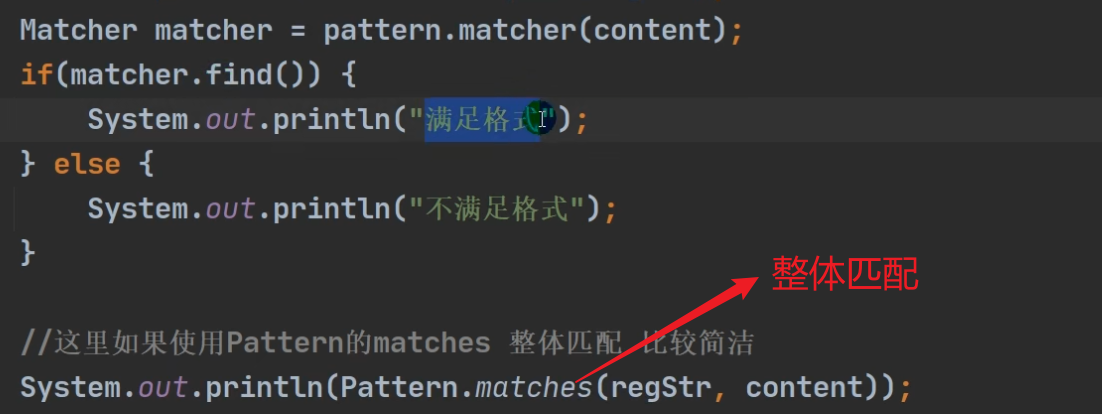 Matcher matcher = pattern.matcher(content);
if(matcher.find()) {
System.out.println("满足格式");
} else {
System.out.println("不满足格式");
}
整体匹配
//这里如果使用Pattern的matches 整体匹配 比较简洁
System.out.println(Pattern.matches(regStr, content));